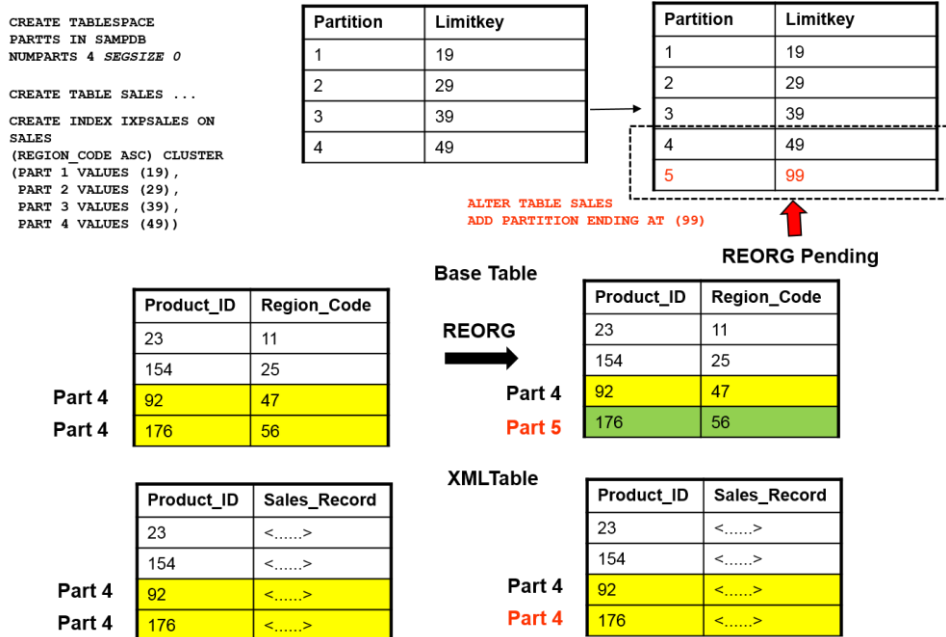 CREATE TABLESPACE
PARTTS IN SAMPDB
NUMPARTS 4 SEGSIZE 0
CREATE TABLE SALES ...
CREATE INDEX IXPSALES ON
SALES
(REGION_CODE ASC) CLUSTER
(PART 1 VALUES (19),
PART 2 VALUES (29),
PART 3 VALUES (39),
PART 4 VALUES (49))
Partition Limitkey
1 19
2 29
3 39
4 49
Partition Limitkey
1 19
2 29
3 39
4 49
5 99
ALTER TABLE SALES
ADD PARTITION ENDING AT (99)
REORG Pending
Base Table
Product_ID Region_Code
23 11
154 25
Part 4 92 47
Part 4 176 56
REORG
Product_ID Region_Code
23 11
154 25
Part 4 92 47
Part 5 176 56
XMLTable
Product_ID Sales_Record
23 <......>
154 <......>
Part 4 92 <......>
Part 4 176 <......>
Product_ID Sales_Record
23 <......>
154 <......>
Part 4 92 <......>
Part 4 176 <......>